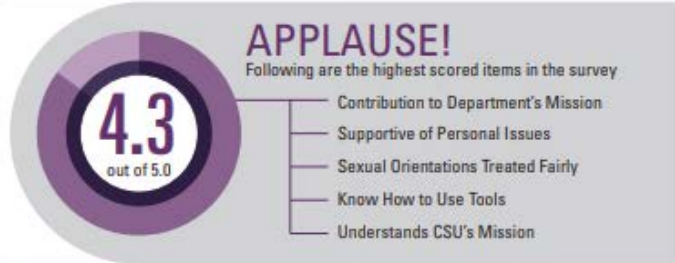 APPLAUSE!
Following are the highest scored items in the survey
4.3
out of 5.0
Contribution to Department's Mission
Supportive of Personal Issues
Sexual Orientations Treated Fairly
Know How to Use Tools
Understands CSU's Mission